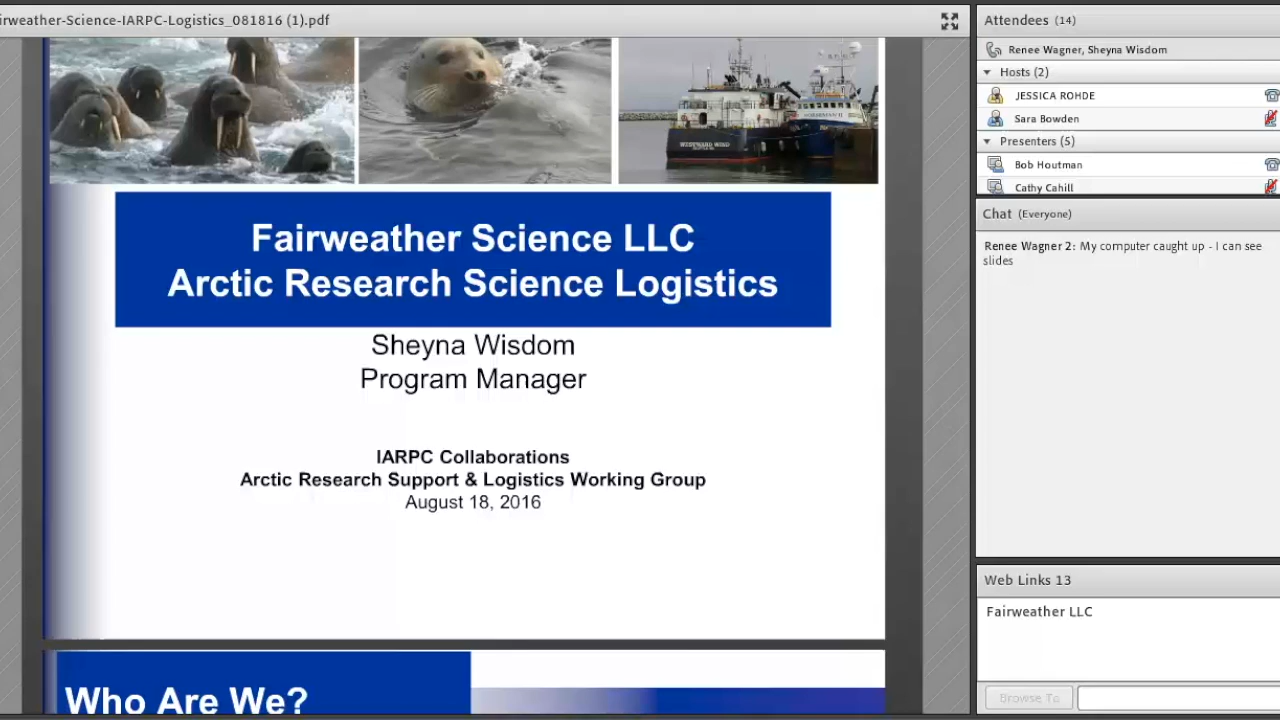 irweather-Science-IARPC-Logistics_081816 (1).pdf
WESTWARD WIND
Fairweather Science LLC
Arctic Research Science Logistics
Sheyna Wisdom
Program Manager
IARPC Collaborations
Arctic Research Support & Logistics Working Group
August 18, 2016
Who Are We?
Attendees (14)
Renee Wagner, Sheyna Wisdom
Hosts (2)
JESSICA ROHDE
Sara Bowden
Presenters (5)
Bob Houtman
Cathy Cahill
Chat (Everyone)
Renee Wagner 2: My computer caught up - I can see
slides
Web Links 13
Fairweather LLC
Browse To